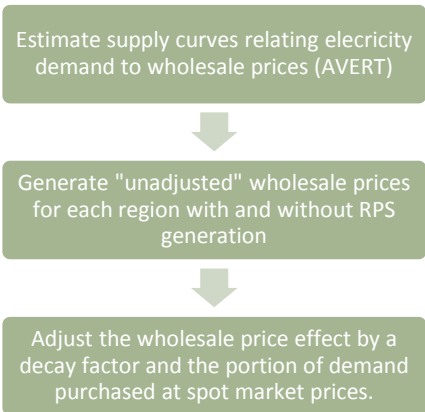 Estimate supply curves relating elecricity
demand to wholesale prices (AVERT)
Generate "unadjusted" wholesale prices
for each region with and without RPS
generation
Adjust the wholesale price effect by a
decay factor and the portion of demand
purchased at spot market prices.